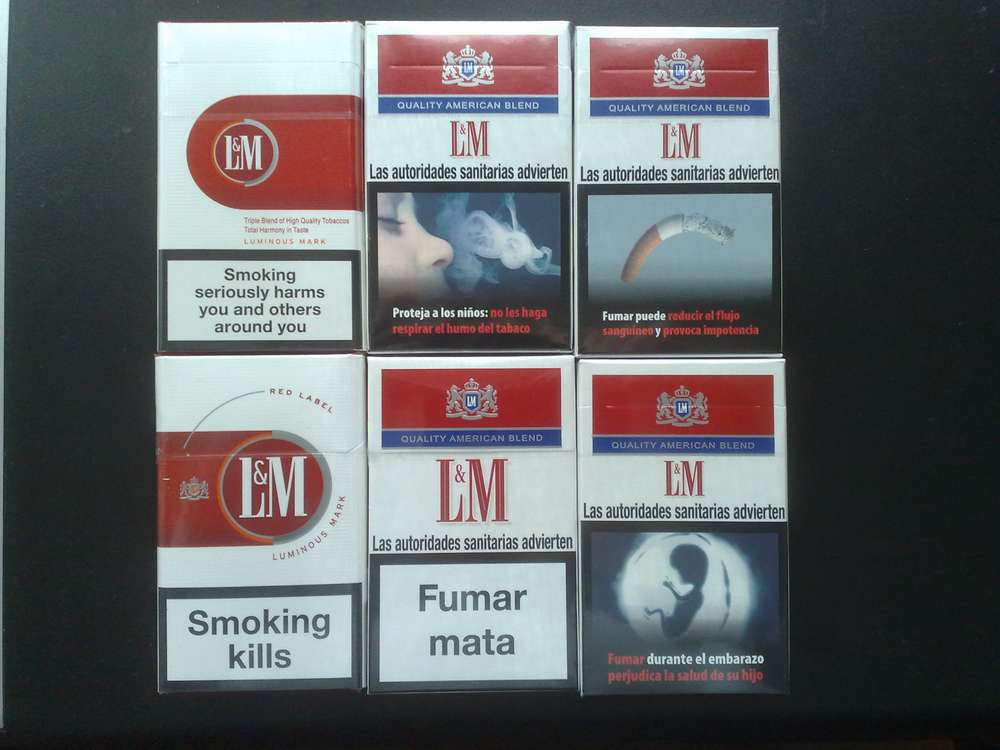 L&M
Triple Blend of High Quality Tobaccos
Total Harmony in Taste
LUMINOUS MARK
Smoking
seriously harms
you and others
around you
LM
QUALITY AMERICAN BLEND
L&M
Las autoridades sanitarias advierten
Proteja a los niños: no les haga
respirar el humo del tabaco
LM
QUALITY AMERICAN BLEND
L&M
Las autoridades sanitarias advierten
Fumar puede reducir el flujo
sanguíneo y provoca impotencia
RED LABEL
L&M
LUMINOUS MARK
Smoking
kills
LM
QUALITY AMERICAN BLEND
L&M
Las autoridades sanitarias advierten
Fumar
mata
LM
QUALITY AMERICAN BLEND
L&M
Las autoridades sanitarias advierten
Fumar durante el embarazo
perjudica la salud de su hijo